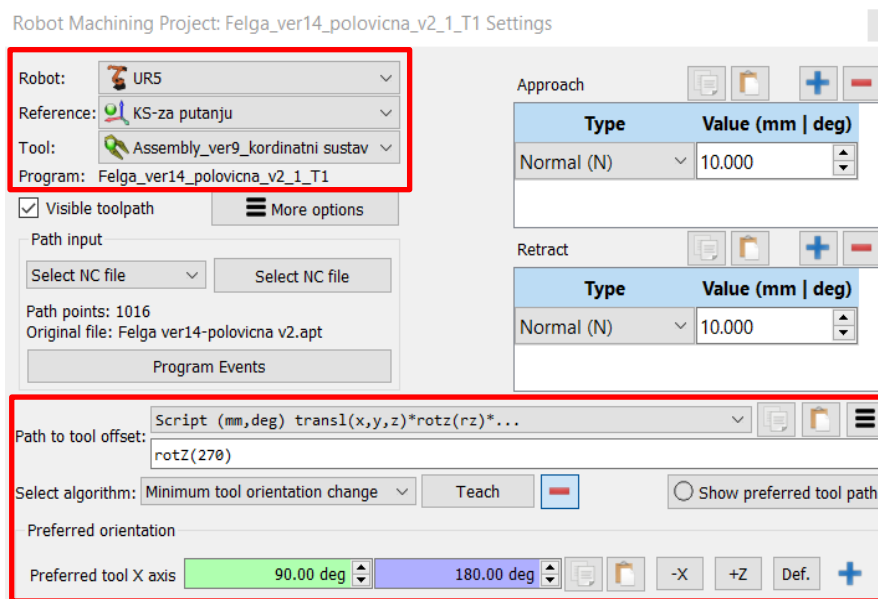 Robot Machining Project: Felga_ver14_polovicna_v2_1_T1 Settings
Robot: UR5
Reference: KS-za putanju
Tool: Assembly_ver9_kordinatni sustav
Program: Felga_ver14_polovicna_v2_1_T1
Visible toolpath
More options
Path input
Select NC file
Select NC file
Path points: 1016
Original file: Felga ver14-polovicna v2.apt
Program Events
Approach
Type Value (mm | deg)
Normal (N) 10.000
Retract
Type Value (mm | deg)
Normal (N) 10.000
Path to tool offset: Script (mm,deg) transl(x,y,z)*rotz(rz)*...
rotZ(270)
Select algorithm: Minimum tool orientation change Teach Show preferred tool path
Preferred orientation
Preferred tool X axis 90.00 deg 180.00 deg -X +Z Def.